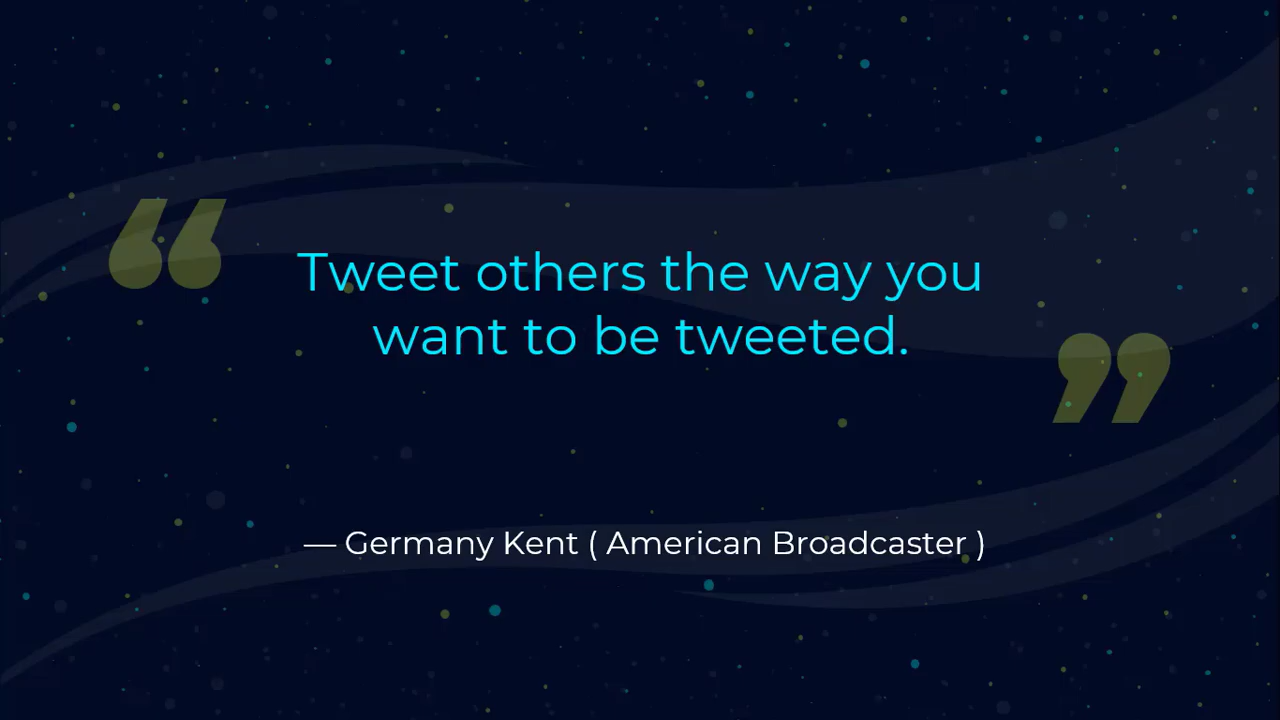 “
Tweet others the way you
want to be tweeted.
”
— Germany Kent ( American Broadcaster )